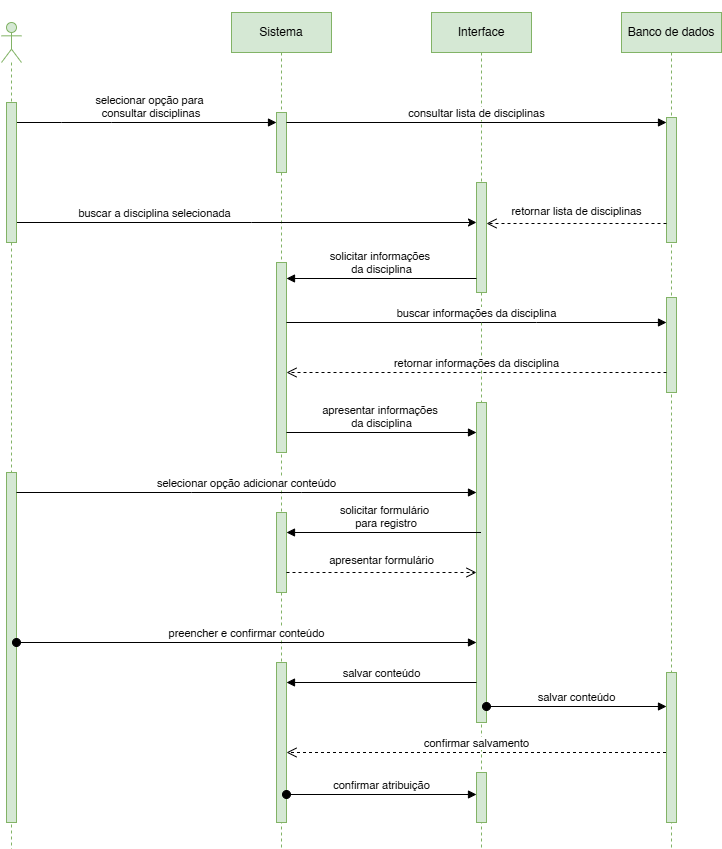 Sistema
Interface
Banco de dados
selecionar opção para
consultar disciplinas
consultar lista de disciplinas
buscar a disciplina selecionada
retornar lista de disciplinas
solicitar informações
da disciplina
buscar informações da disciplina
retornar informações da disciplina
apresentar informações
da disciplina
selecionar opção adicionar conteúdo
solicitar formulário
para registro
apresentar formulário
preencher e confirmar conteúdo
salvar conteúdo
salvar conteúdo
confirmar salvamento
confirmar atribuição